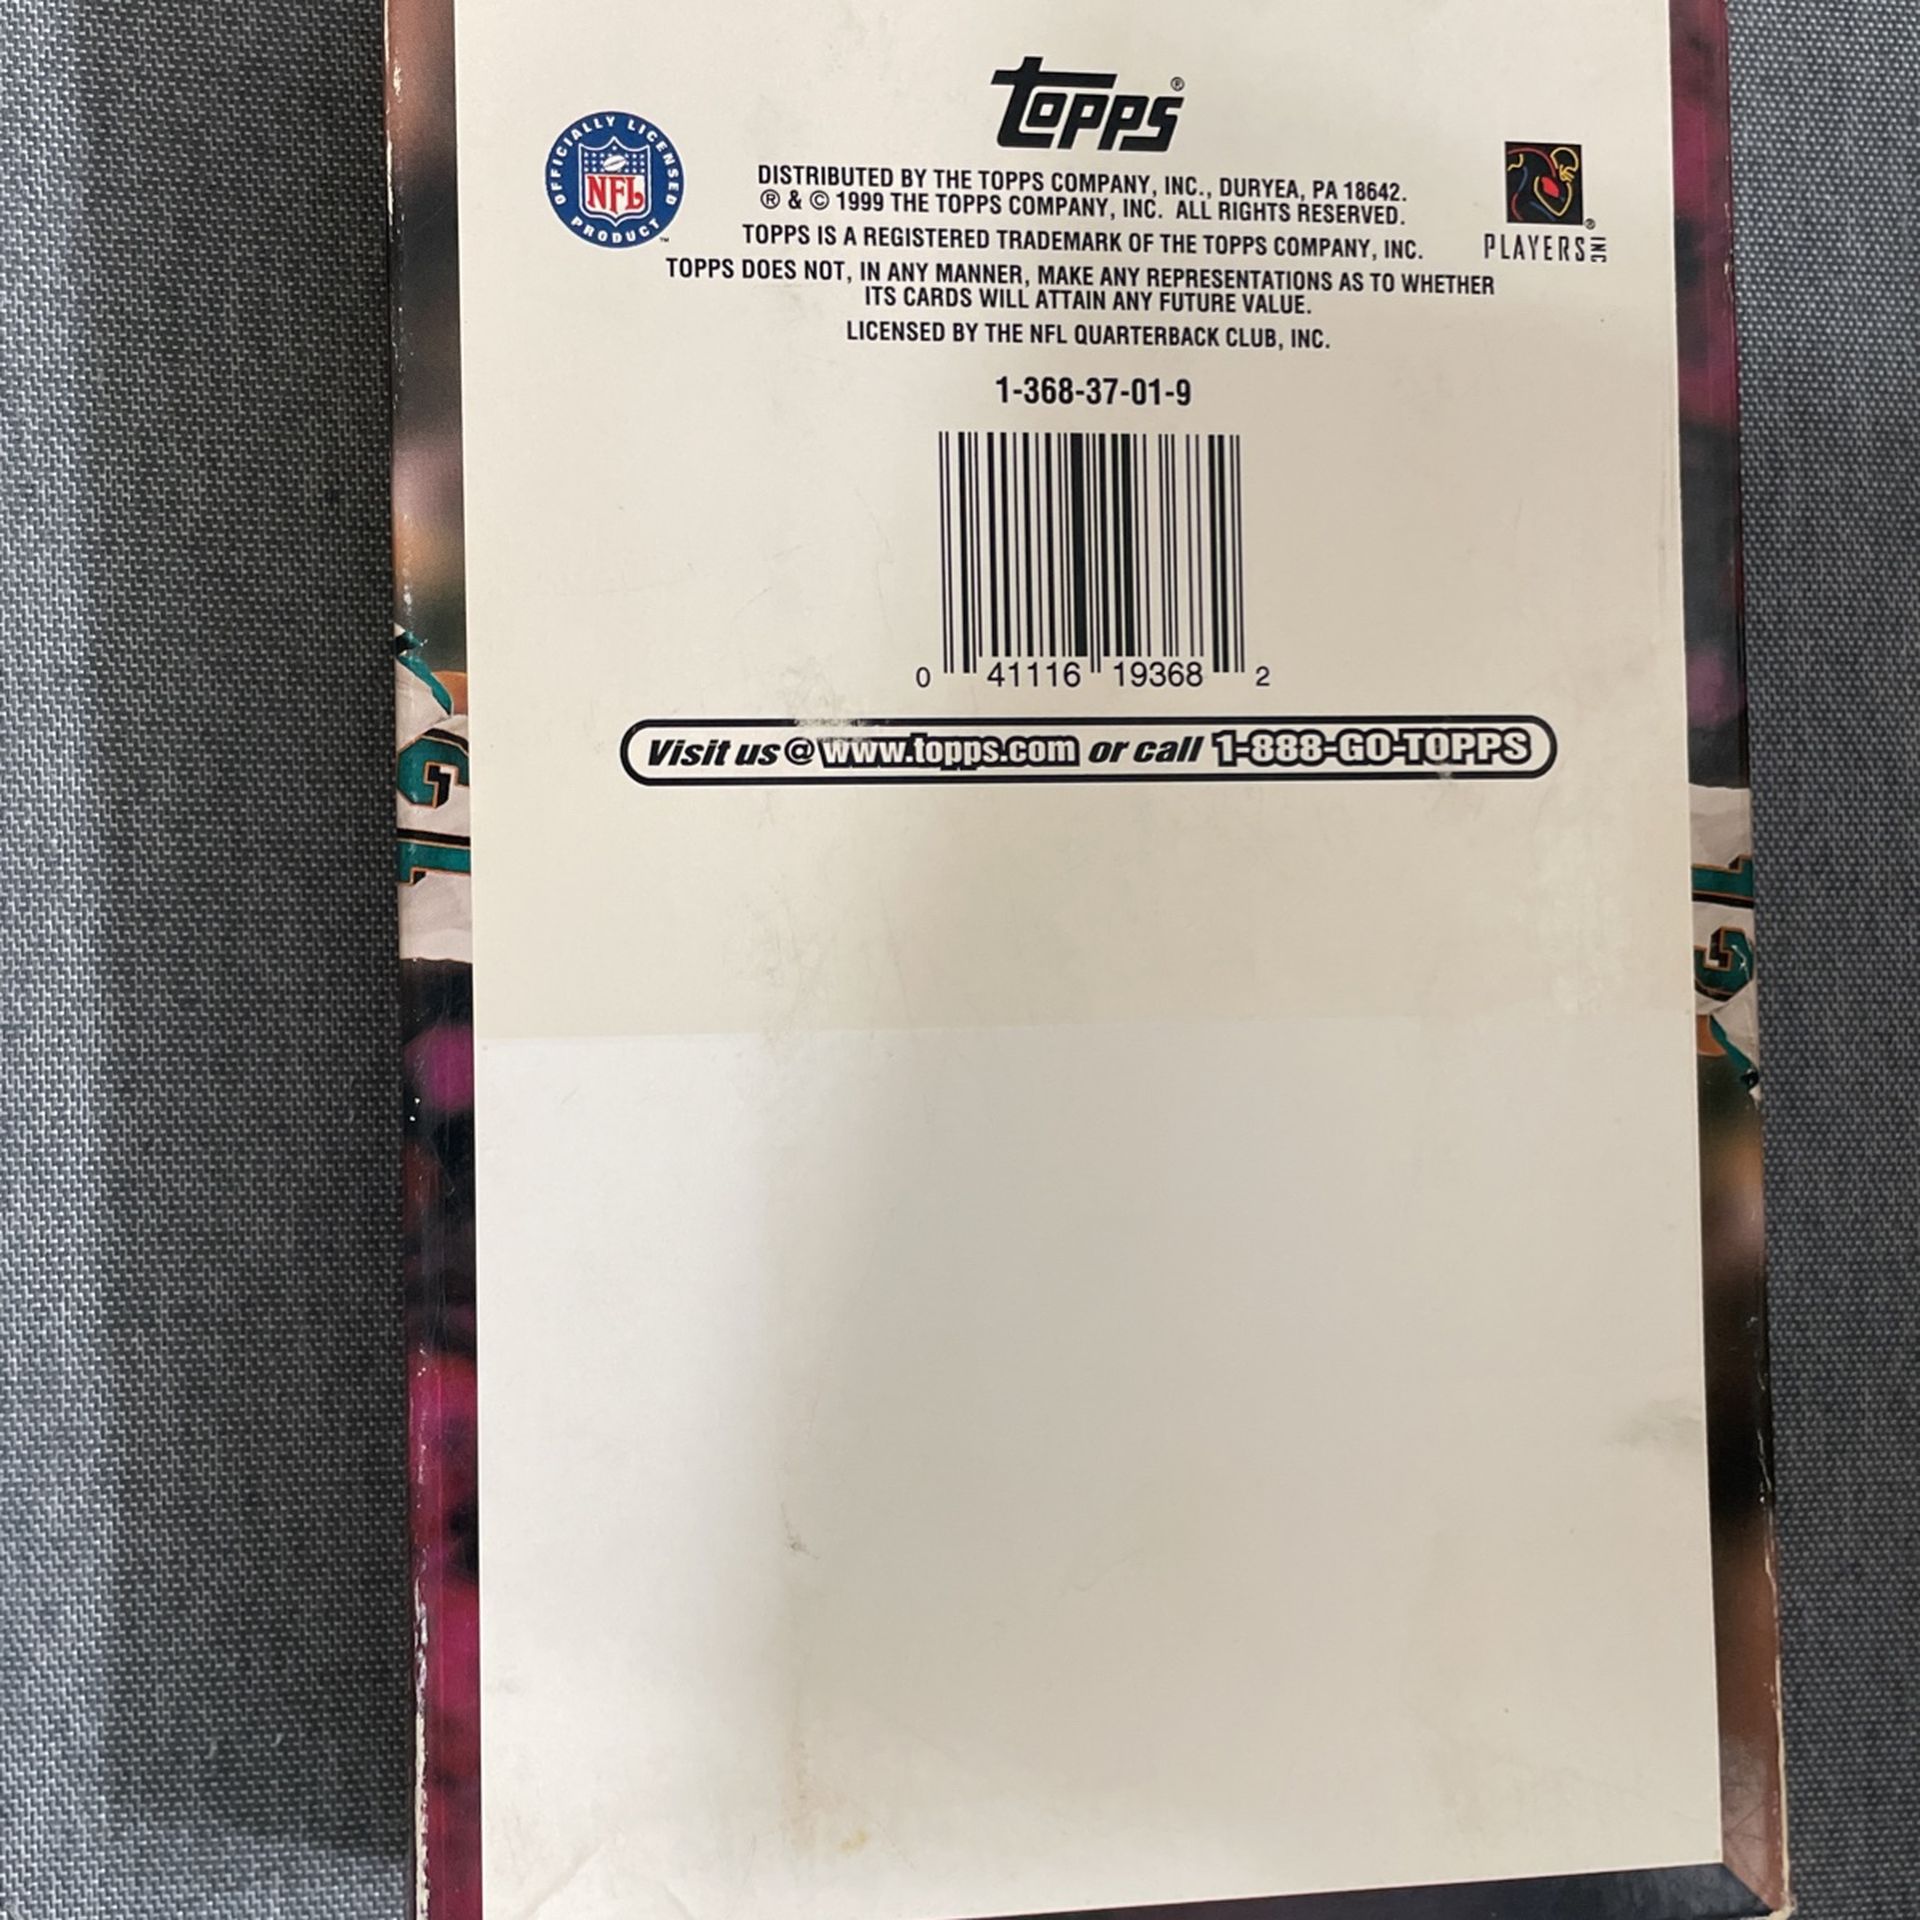 TOPPS®
OFFICIALLY LICENSED
NFL
PRODUCT™
DISTRIBUTED BY THE TOPPS COMPANY, INC., DURYEA, PA 18642.
® & © 1999 THE TOPPS COMPANY, INC. ALL RIGHTS RESERVED.
TOPPS IS A REGISTERED TRADEMARK OF THE TOPPS COMPANY, INC.
PLAYERS INC®
TOPPS DOES NOT, IN ANY MANNER, MAKE ANY REPRESENTATIONS AS TO WHETHER
ITS CARDS WILL ATTAIN ANY FUTURE VALUE.
LICENSED BY THE NFL QUARTERBACK CLUB, INC.
1-368-37-01-9
0 41116 19368 2
Visit us @ www.topps.com or call 1-888-GO-TOPPS
13
13